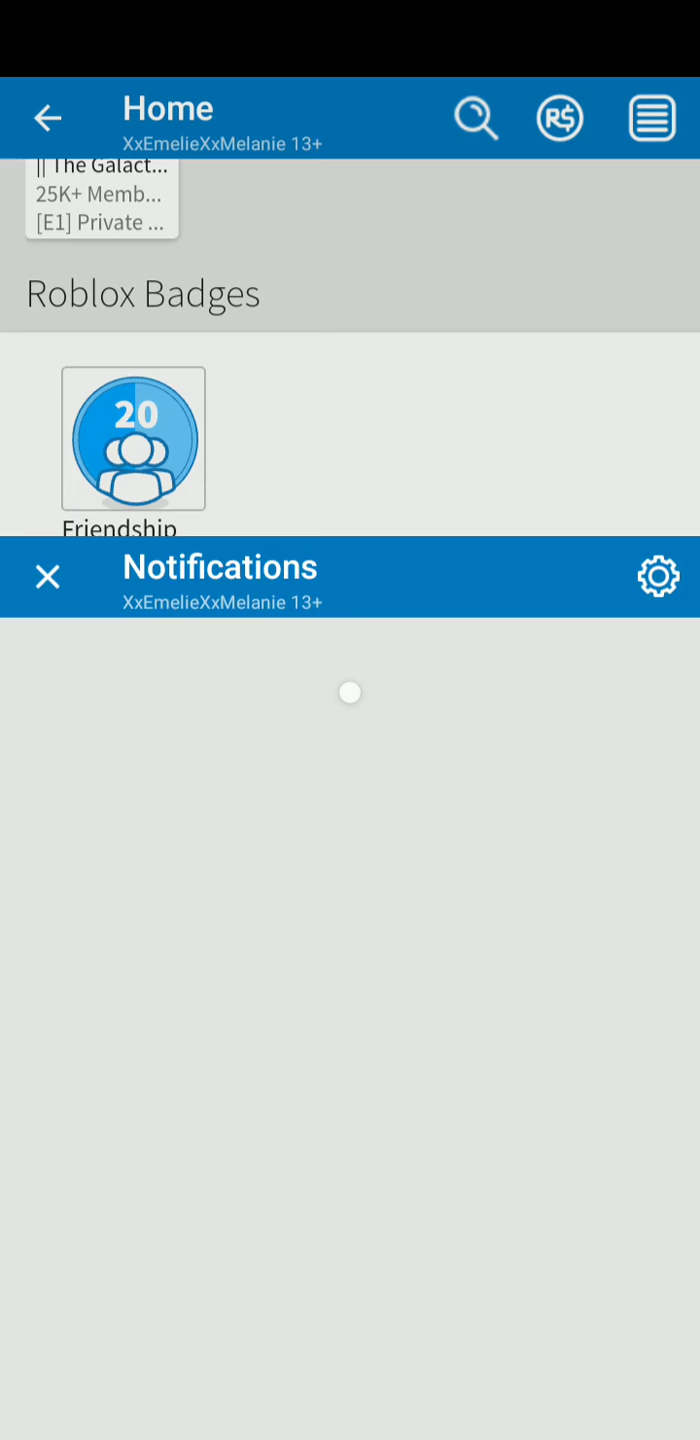 Home
XxEmelieXxMelanie 13+
R$
|| The Galact...
25K+ Memb...
[E1] Private ...
Roblox Badges
20
Friendship
Notifications
XxEmelieXxMelanie 13+